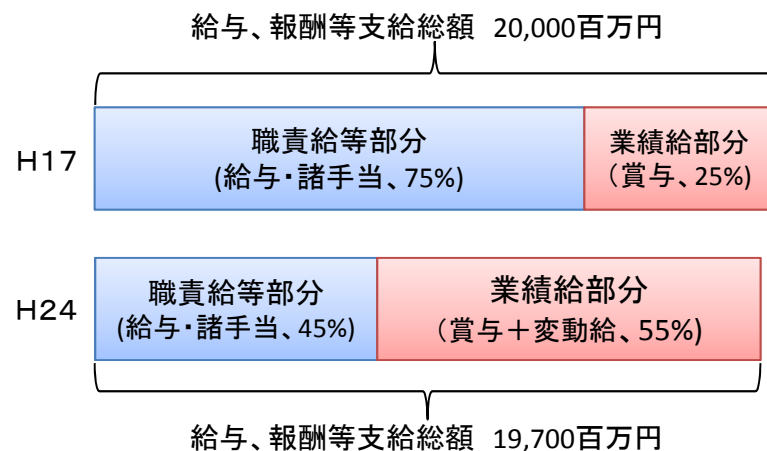 給与、報酬等支給総額 20,000百万円
H17
職責給等部分
(給与・諸手当、75%)
業績給部分
(賞与、25%)
H24
職責給等部分
(給与・諸手当、45%)
業績給部分
(賞与＋変動給、55%)
給与、報酬等支給総額 19,700百万円